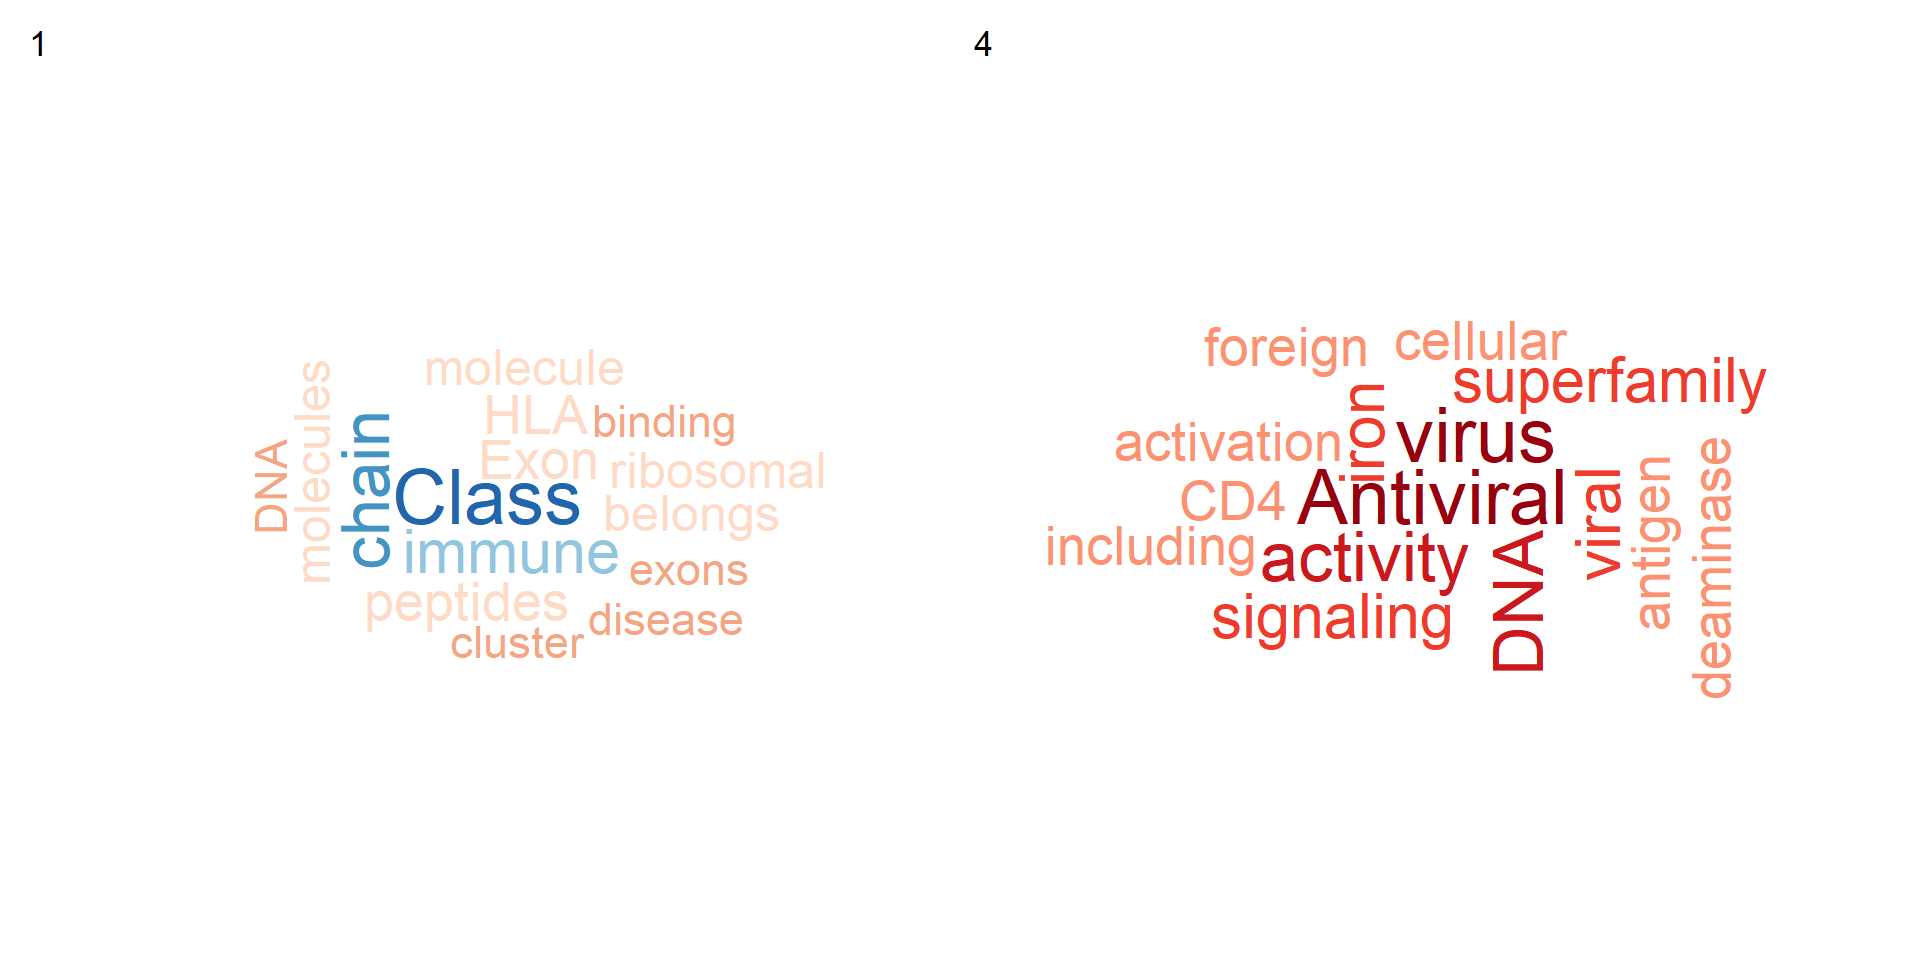 1
molecule
HLA
binding
Exon
ribosomal
molecules
DNA
chain
Class
belongs
immune
exons
peptides
disease
cluster
4
foreign
cellular
superfamily
iron
virus
activation
CD4
Antiviral
viral
antigen
deaminase
including
activity
DNA
signaling